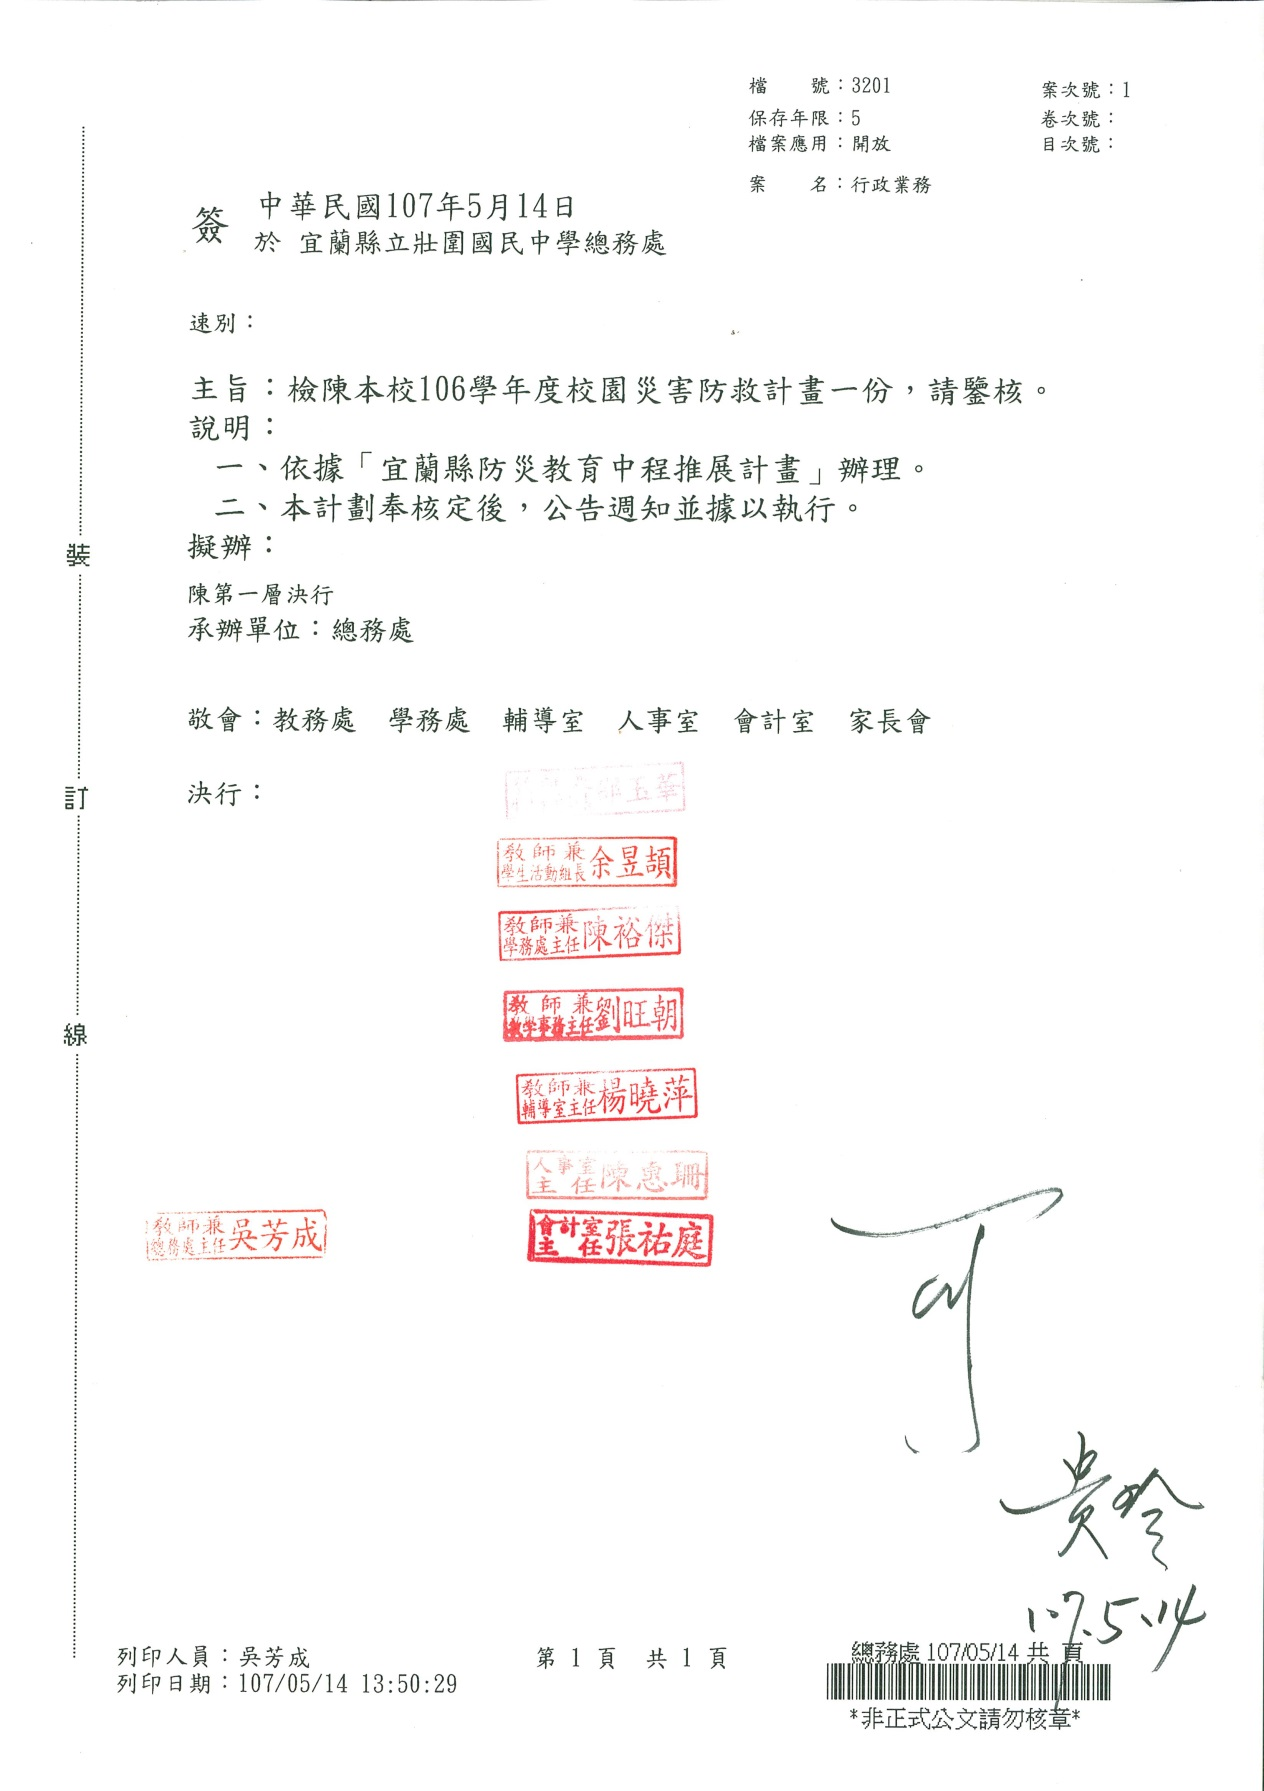 檔　　號：3201
案次號：1
保存年限：5
卷次號：
檔案應用：開放
目次號：
案　　名：行政業務
簽
中華民國107年5月14日
於 宜蘭縣立壯圍國民中學總務處
速別：
主旨：檢陳本校106學年度校園災害防救計畫一份，請鑒核。
說明：
一、依據「宜蘭縣防災教育中程推展計畫」辦理。
二、本計劃奉核定後，公告週知並據以執行。
擬辦：
陳第一層決行
承辦單位：總務處
敬會：教務處　學務處　輔導室　人事室　會計室　家長會
決行：
玉華
教師兼
學生活動組長
余昱頡
教師兼
學務處主任
陳裕傑
教師兼
主任
劉旺朝
教師兼
輔導室主任
楊曉萍
人事室
主任
陳惠珊
會計室
主任
張祐庭
教師兼
總務處主任
吳芳成
可
貴玲
107.5.14
裝
訂
線
列印人員：吳芳成
列印日期：107/05/14 13:50:29
第 1 頁　共 1 頁
總務處 107/05/14 共 頁
*非正式公文請勿核章*